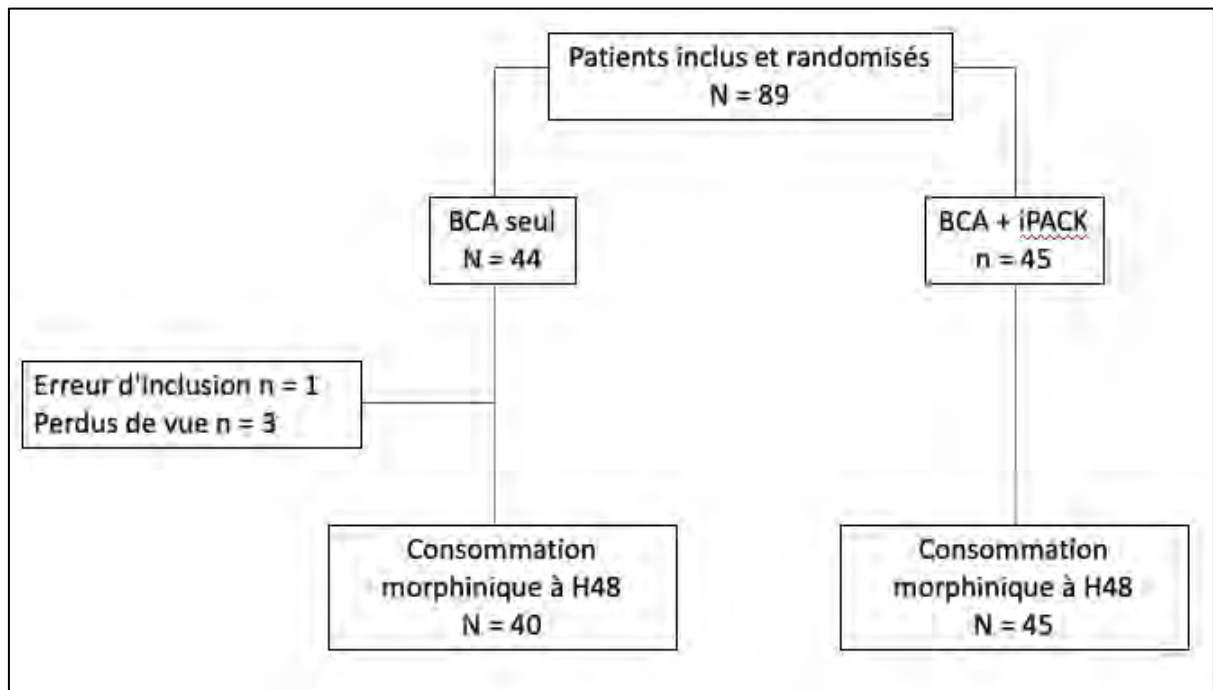 Patients inclus et randomisés
N = 89
BCA seul
N = 44
BCA + iPACK
n = 45
Erreur d'Inclusion n = 1
Perdus de vue n = 3
Consommation
morphinique à H48
N = 40
Consommation
morphinique à H48
N = 45